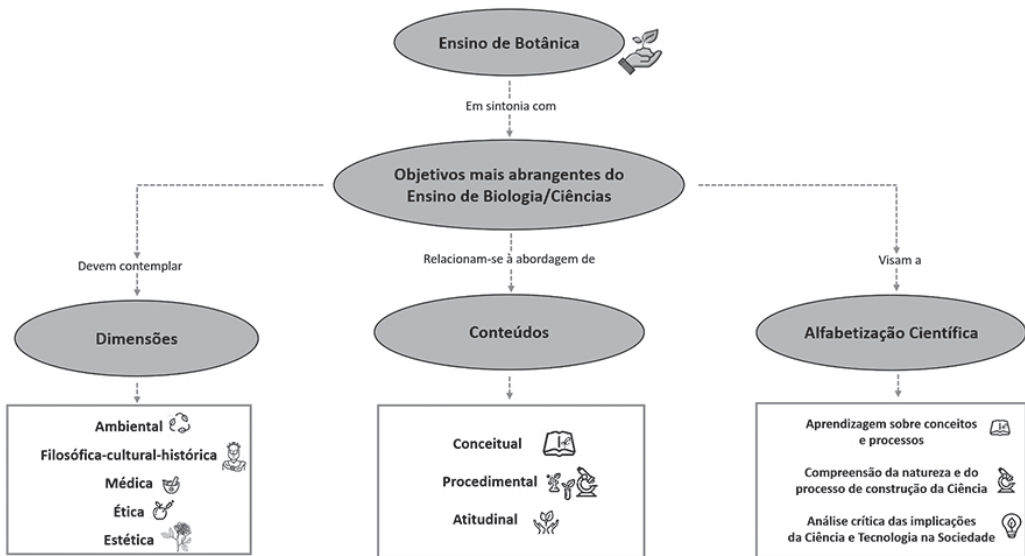 Ensino de Botânica
Em sintonia com
Objetivos mais abrangentes do
Ensino de Biologia/Ciências
Devem contemplar
Relacionam-se à abordagem de
Visam a
Dimensões
Conteúdos
Alfabetização Científica
Ambiental
Filosófica-cultural-histórica
Médica
Ética
Estética
Conceitual
Procedimental
Atitudinal
Aprendizagem sobre conceitos
e processos
Compreensão da natureza e do
processo de construção da Ciência
Análise crítica das implicações
da Ciência e Tecnologia na Sociedade